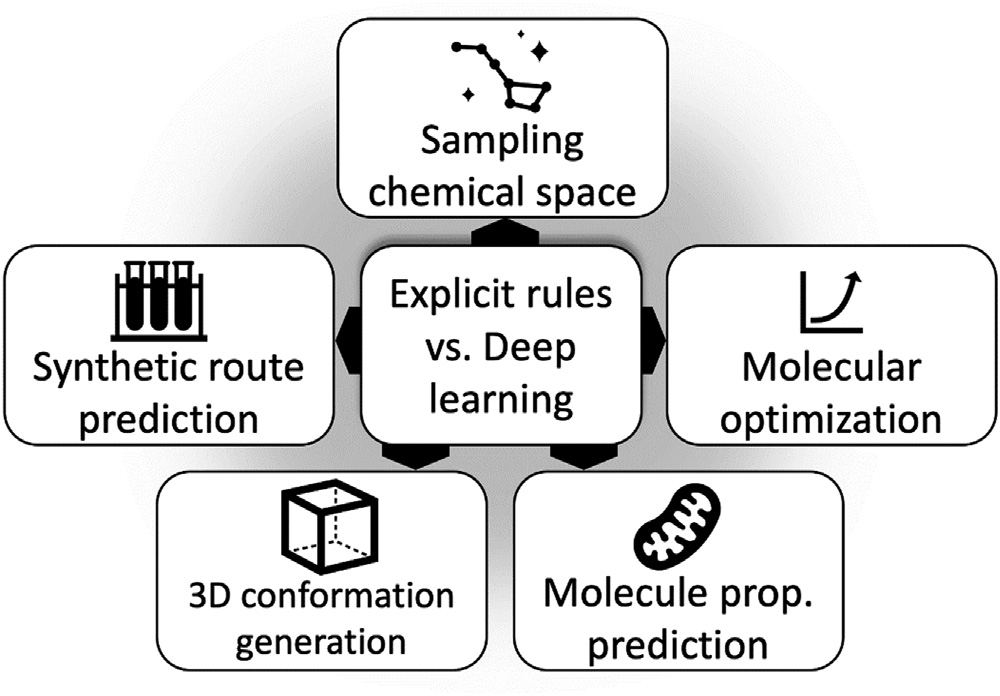 Sampling
chemical space
Explicit rules
vs. Deep
learning
Synthetic route
prediction
Molecular
optimization
3D conformation
generation
Molecule prop.
prediction